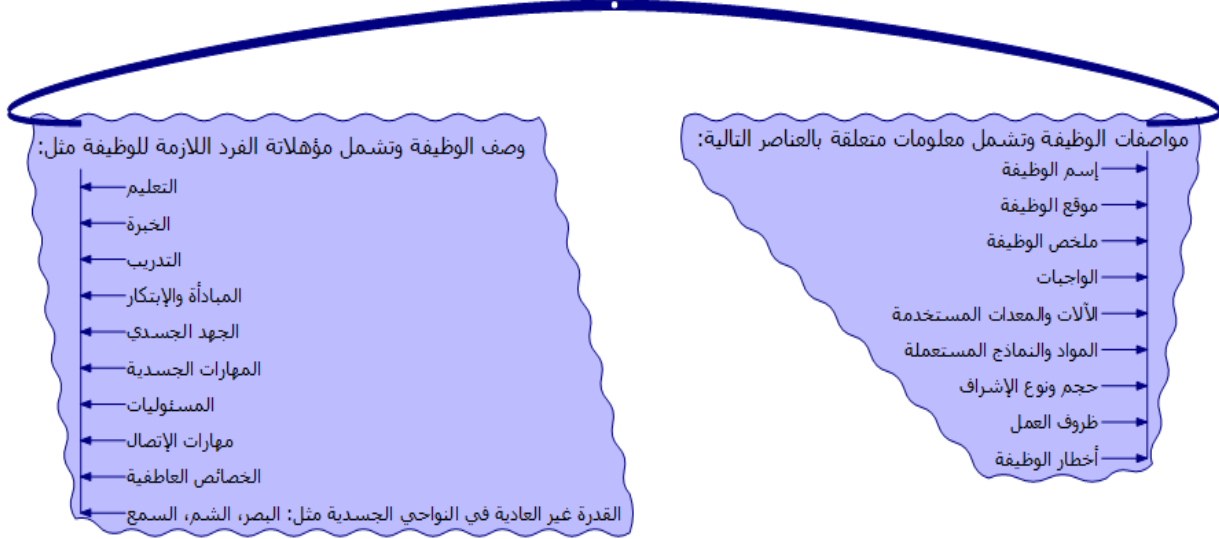 مواصفات الوظيفة وتشمل معلومات متعلقة بالعناصر التالية:
إسم الوظيفة
موقع الوظيفة
ملخص الوظيفة
الواجبات
الآلات والمعدات المستخدمة
المواد والنماذج المستعملة
حجم ونوع الإشراف
ظروف العمل
أخطار الوظيفة
وصف الوظيفة وتشمل مؤهلاتة الفرد اللازمة للوظيفة مثل:
التعليم
الخبرة
التدريب
المبادأة والإبتكار
الجهد الجسدي
المهارات الجسدية
المسئوليات
مهارات الإتصال
الخصائص العاطفية
القدرة غير العادية في النواحي الجسدية مثل: البصر، الشم، السمع